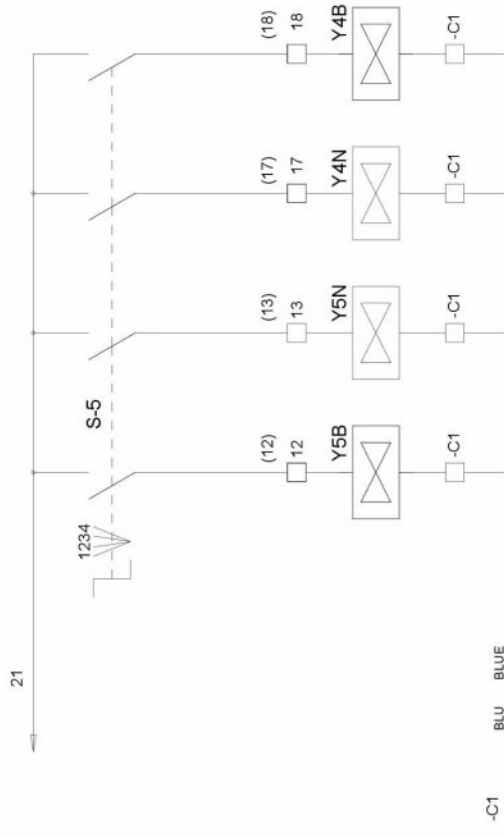 21
1234
S-5
(12)
12
Y5B
-C1
(13)
13
Y5N
-C1
(17)
17
Y4N
-C1
(18)
18
Y4B
-C1
-C1
BLU BLUE